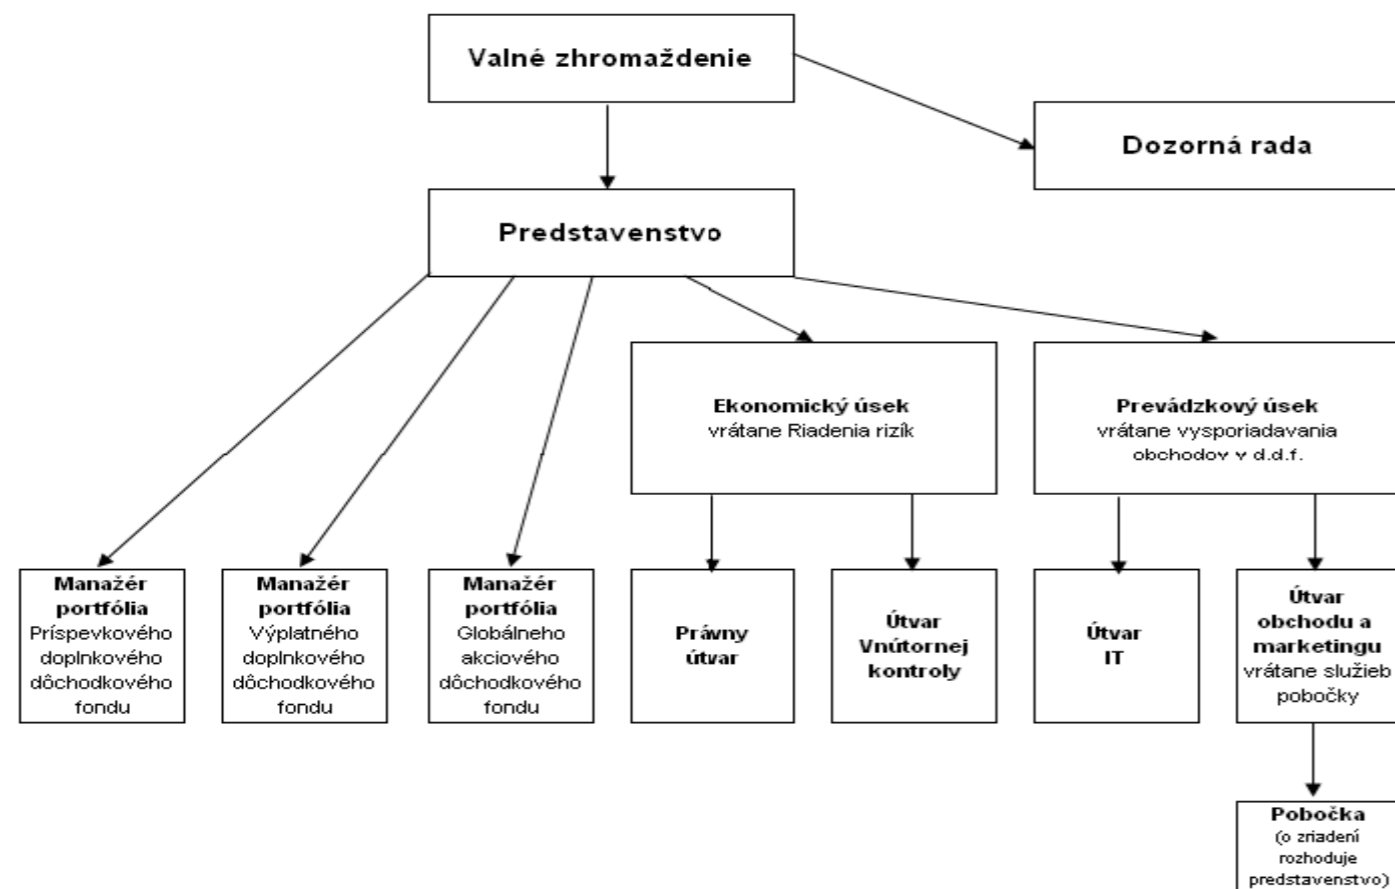 Valné zhromaždenie
Dozorná rada
Predstavenstvo
Ekonomický úsek
vrátane Riadenia rizík
Prevádzkový úsek
vrátane vysporiadavania
obchodov v d.d.f.
Manažér
portfólia
Príspevkového
doplnkového
dôchodkového
fondu
Manažér
portfólia
Výplatného
doplnkového
dôchodkového
fondu
Manažér
portfólia
Globálneho
akciového
dôchodkového
fondu
Právny
útvar
Útvar
Vnútornej
kontroly
Útvar
IT
Útvar
obchodu a
marketingu
vrátane služieb
pobočky
Pobočka
(o zriadení
rozhoduje
predstavenstvo)